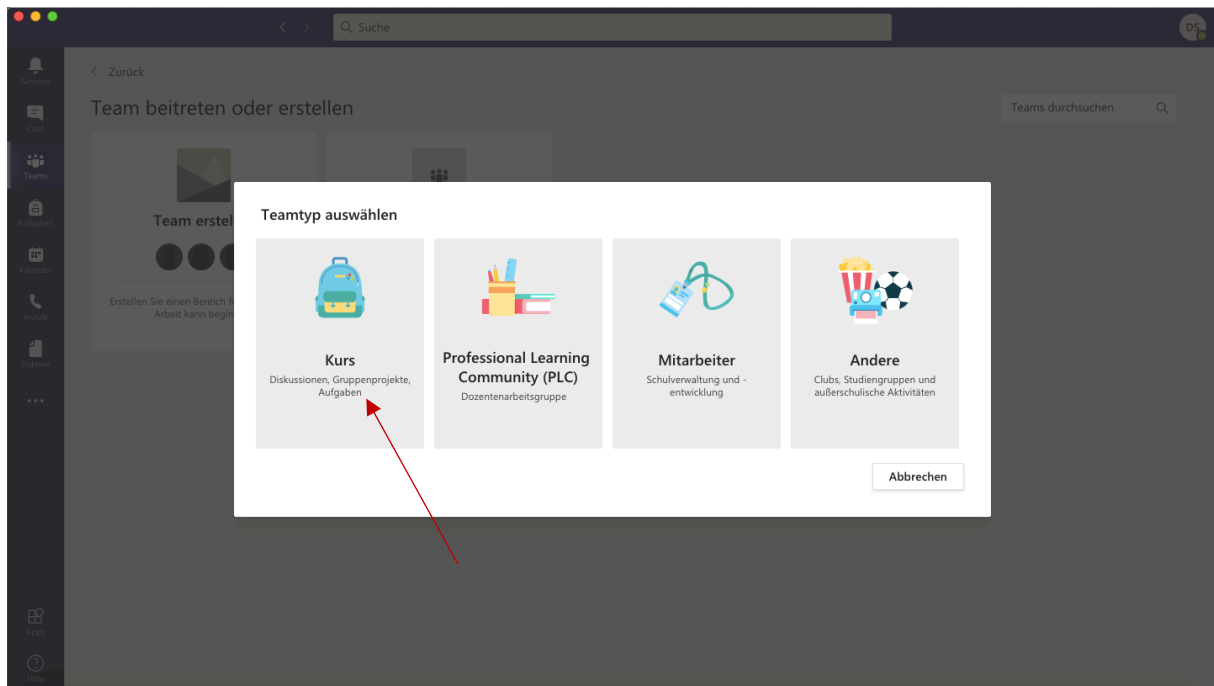 Suche
DS
Aktivität
Chat
Teams
Aufgaben
Kalender
Anrufe
Dateien
Apps
Hilfe
Zurück
Team beitreten oder erstellen
Teams durchsuchen
Team erstel
Erstellen Sie einen Bereich f
Arbeit kann begin
Teamtyp auswählen
Kurs
Diskussionen, Gruppenprojekte,
Aufgaben
Professional Learning
Community (PLC)
Dozentenarbeitsgruppe
Mitarbeiter
Schulverwaltung und -
entwicklung
Andere
Clubs, Studiengruppen und
außerschulische Aktivitäten
Abbrechen